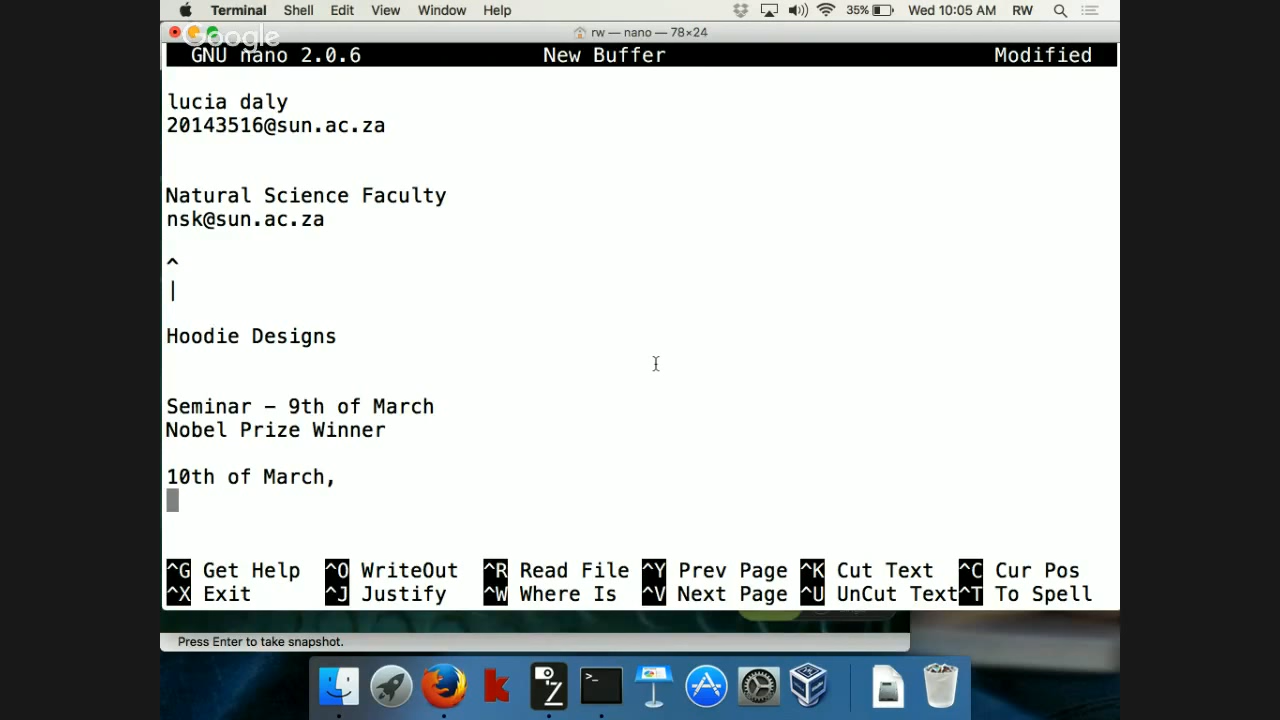 Terminal Shell Edit View Window Help 35% Wed 10:05 AM RW
Google
rw — nano — 78×24
GNU nano 2.0.6 New Buffer Modified
lucia daly
20143516@sun.ac.za
Natural Science Faculty
nsk@sun.ac.za
^
|
Hoodie Designs
Seminar - 9th of March
Nobel Prize Winner
10th of March,
^G Get Help ^O WriteOut ^R Read File ^Y Prev Page ^K Cut Text ^C Cur Pos
^X Exit ^J Justify ^W Where Is ^V Next Page ^U UnCut Text ^T To Spell
Press Enter to take snapshot.